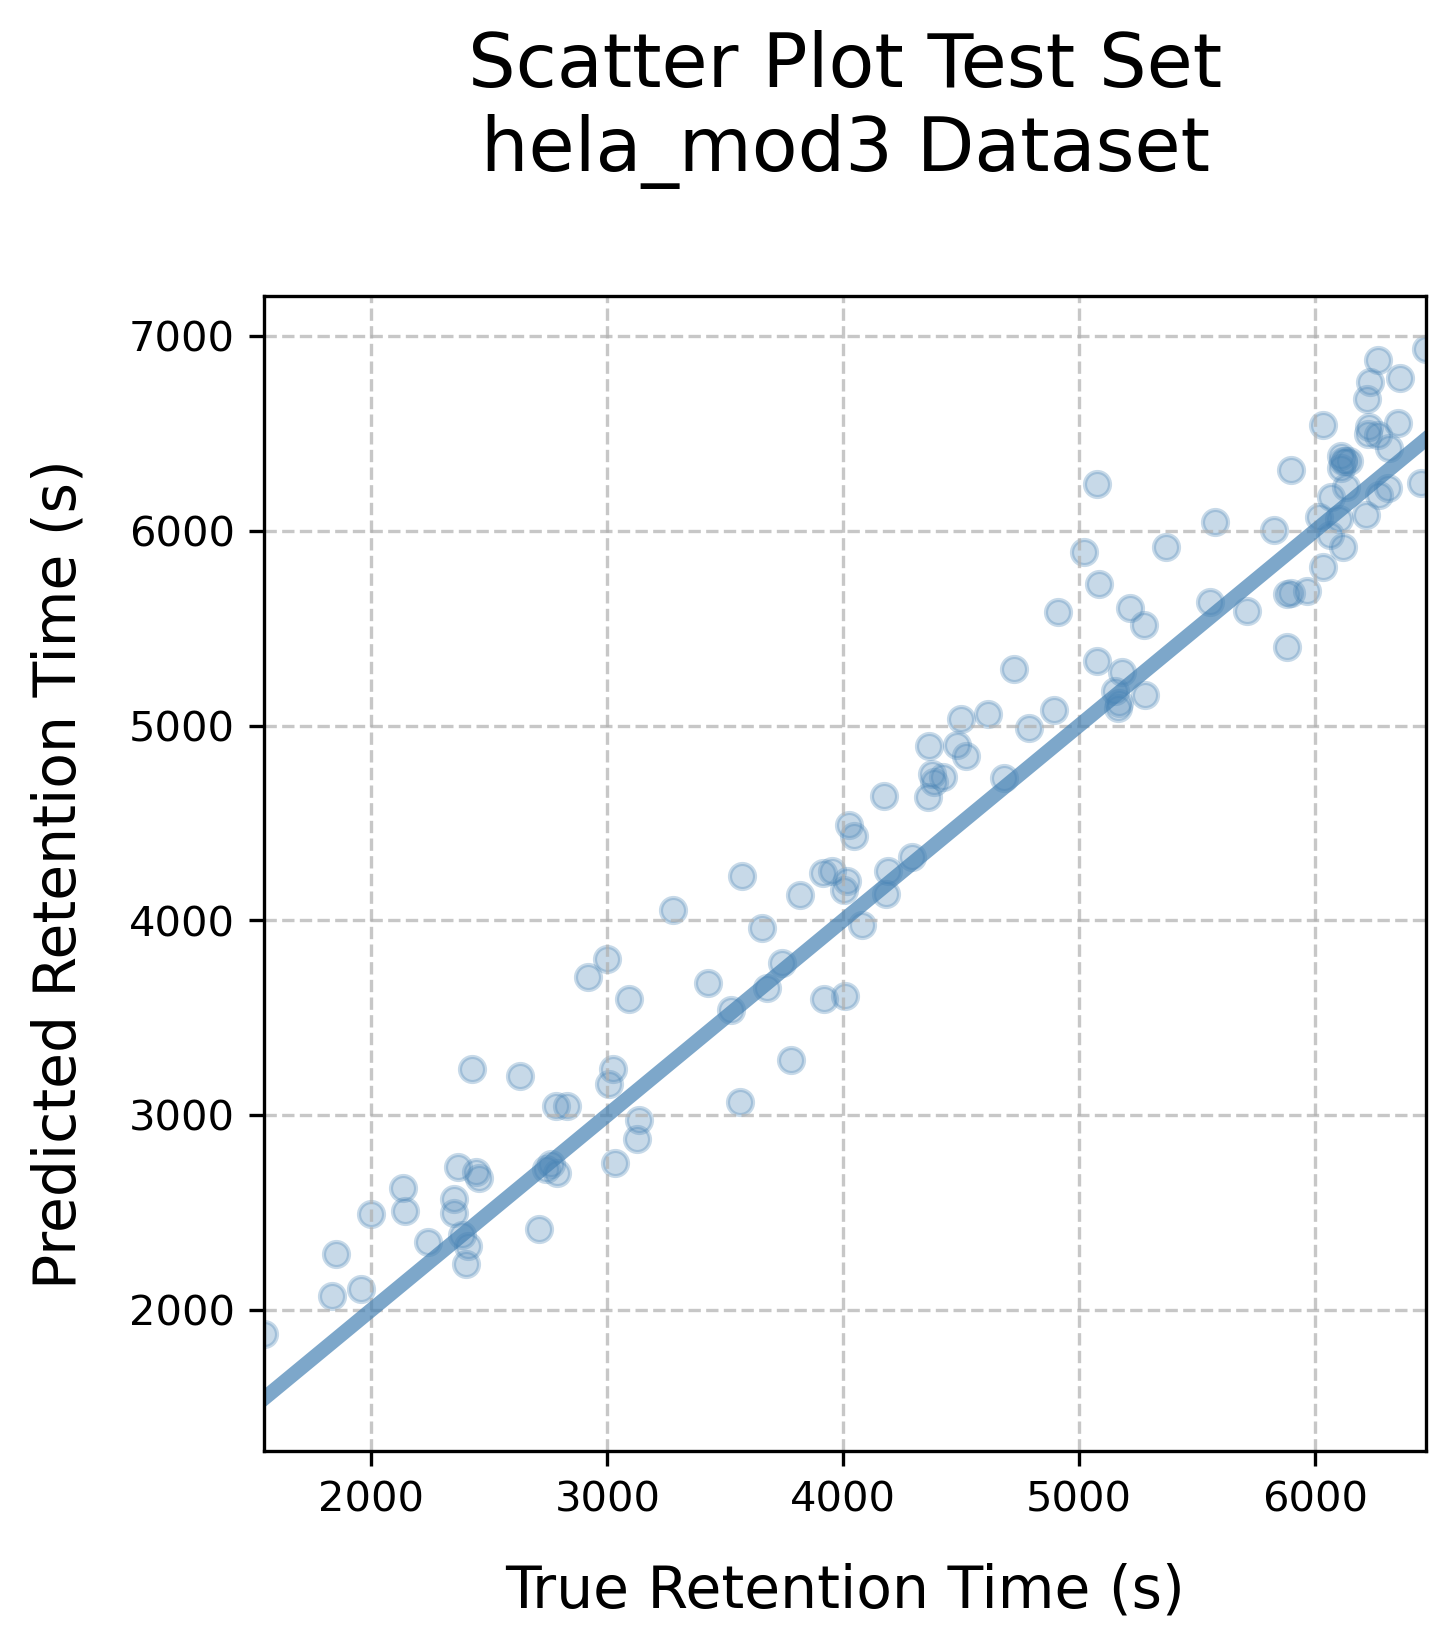 Scatter Plot Test Set
hela_mod3 Dataset
7000
6000
5000
4000
3000
2000
Predicted Retention Time (s)
2000 3000 4000 5000 6000
True Retention Time (s)